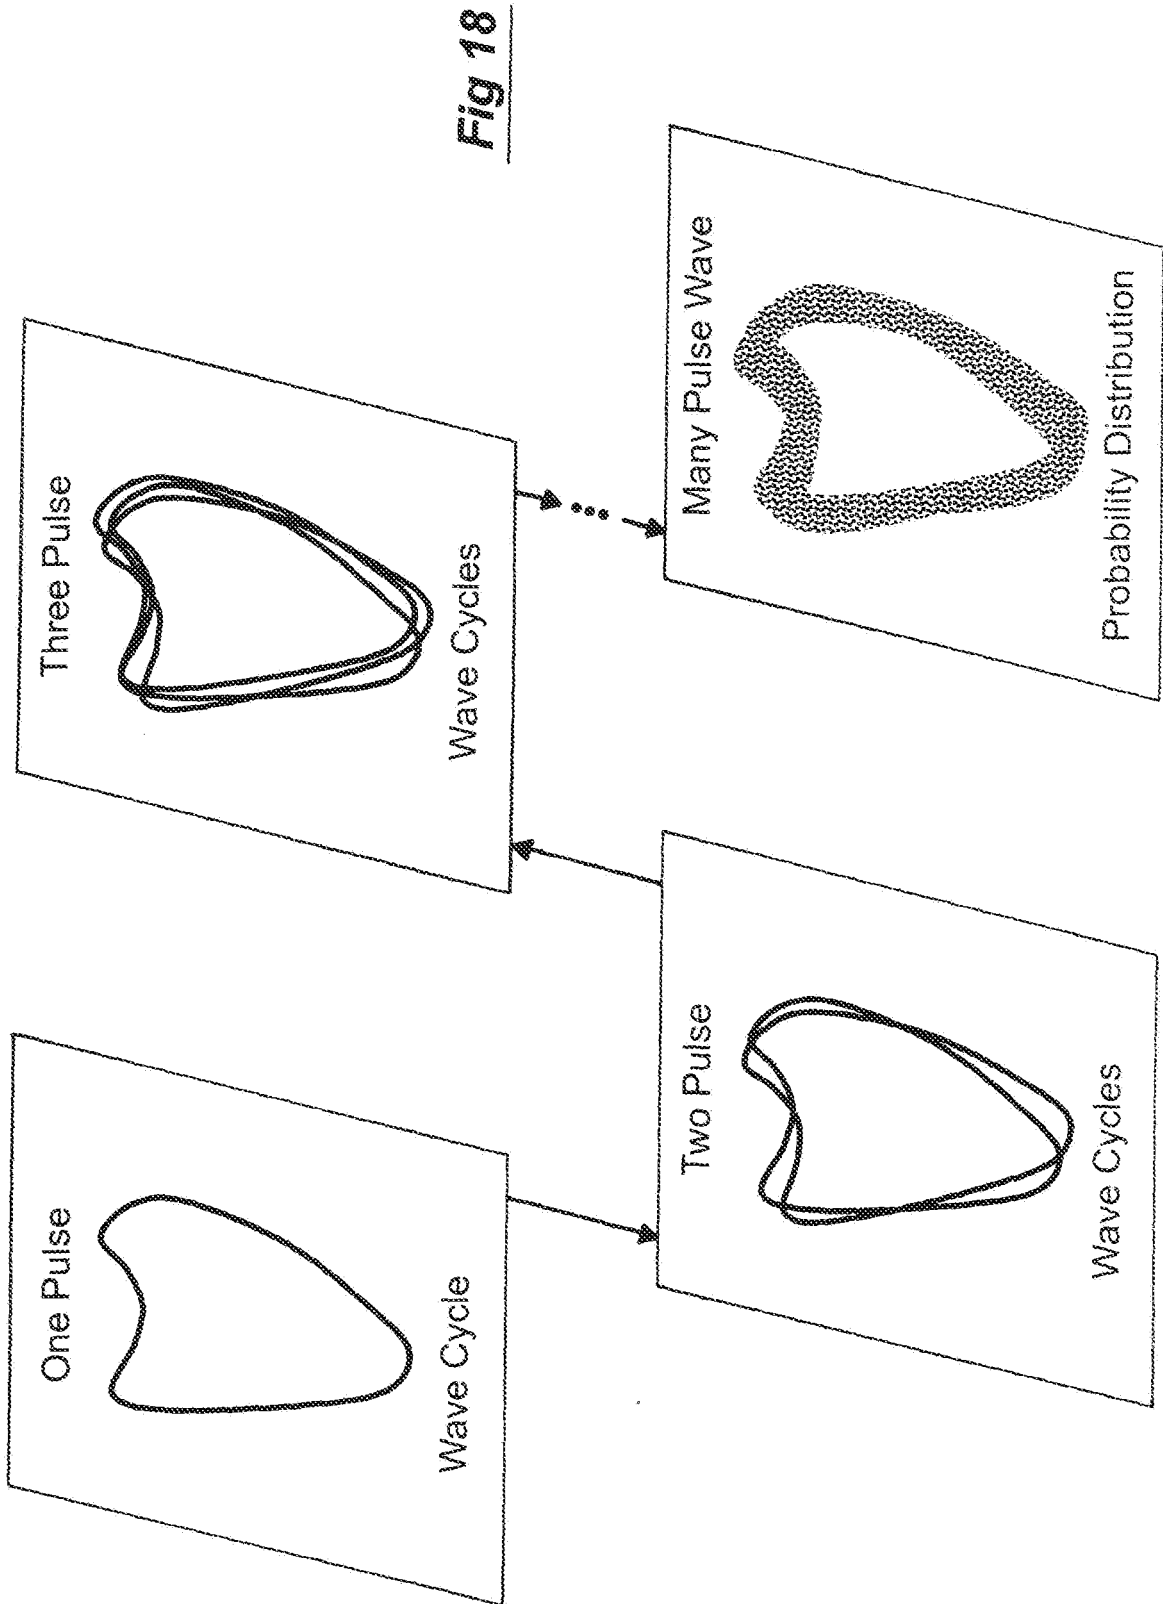 One Pulse
Wave Cycle
Two Pulse
Wave Cycles
Three Pulse
Wave Cycles
Many Pulse Wave
Probability Distribution
Fig 18